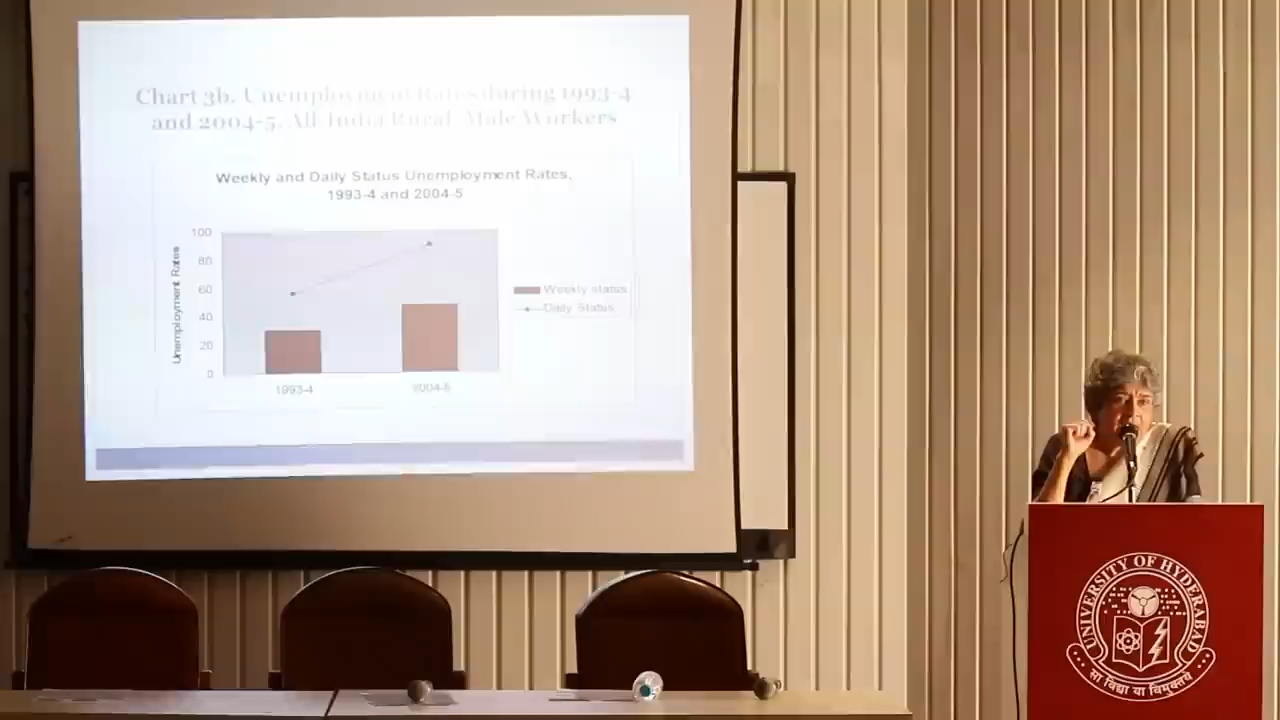 Chart 3b. Unemployment Rates during 1993-4
and 2004-5, All-India Rural Male Workers
Weekly and Daily Status Unemployment Rates,
1993-4 and 2004-5
Unemployment Rates
100
80
60
40
20
0
1993-4
2004-5
Weekly status
Daily Status
UNIVERSITY OF HYDERABAD
सा विद्या या विमुक्तये